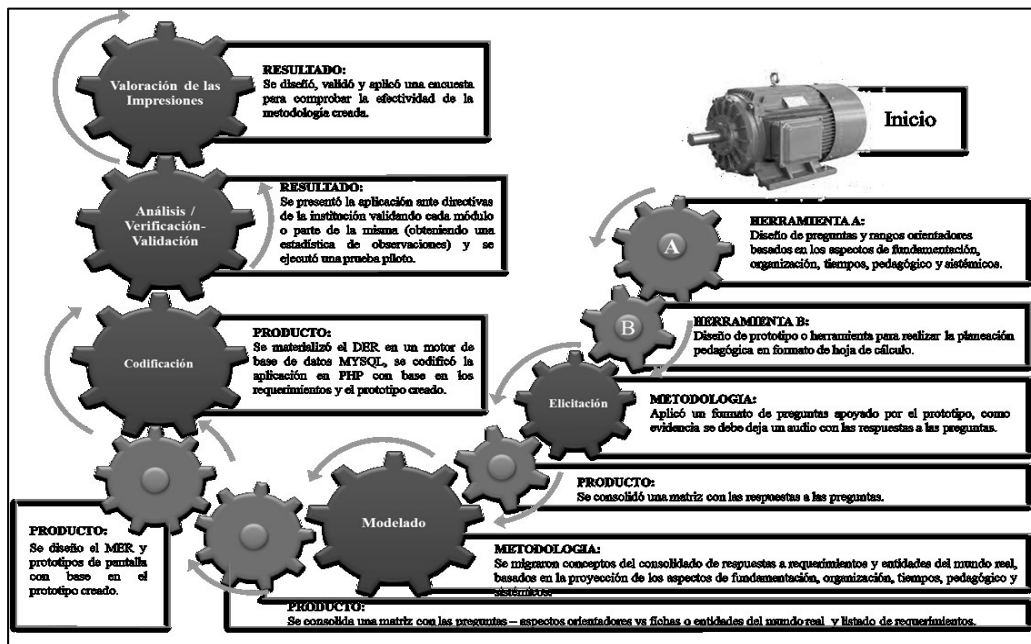 Inicio
A
HERRAMIENTA A:
Diseño de preguntas y rangos orientadores
basados en los aspectos de fundamentación,
organización, tiempos, pedagógico y sistémicos.
B
HERRAMIENTA B:
Diseño de prototipo o herramienta para realizar la planeación
pedagógica en formato de hoja de cálculo.
Elicitación
METODOLOGIA:
Aplicó un formato de preguntas apoyado por el prototipo, como
evidencia se debe deja un audio con las respuestas a las preguntas.
PRODUCTO:
Se consolidó una matriz con las respuestas a las preguntas.
Modelado
METODOLOGIA:
Se migraron conceptos del consolidado de respuestas a requerimientos y entidades del mundo real,
basados en la proyección de los aspectos de fundamentación, organización, tiempos, pedagógico y
sistémicos.
PRODUCTO:
Se consolida una matriz con las preguntas – aspectos orientadores vs fichas o entidades del mundo real y listado de requerimientos.
PRODUCTO:
Se diseño el MER y
prototipos de pantalla
con base en el
prototipo creado.
Codificación
PRODUCTO:
Se materializó el DER en un motor de
base de datos MYSQL, se codificó la
aplicación en PHP con base en los
requerimientos y el prototipo creado.
Análisis /
Verificación-
Validación
RESULTADO:
Se presentó la aplicación ante directivas
de la institución validando cada módulo
o parte de la misma (obteniendo una
estadística de observaciones) y se
ejecutó una prueba piloto.
Valoración de las
Impresiones
RESULTADO:
Se diseñó, validó y aplicó una encuesta
para comprobar la efectividad de la
metodología creada.